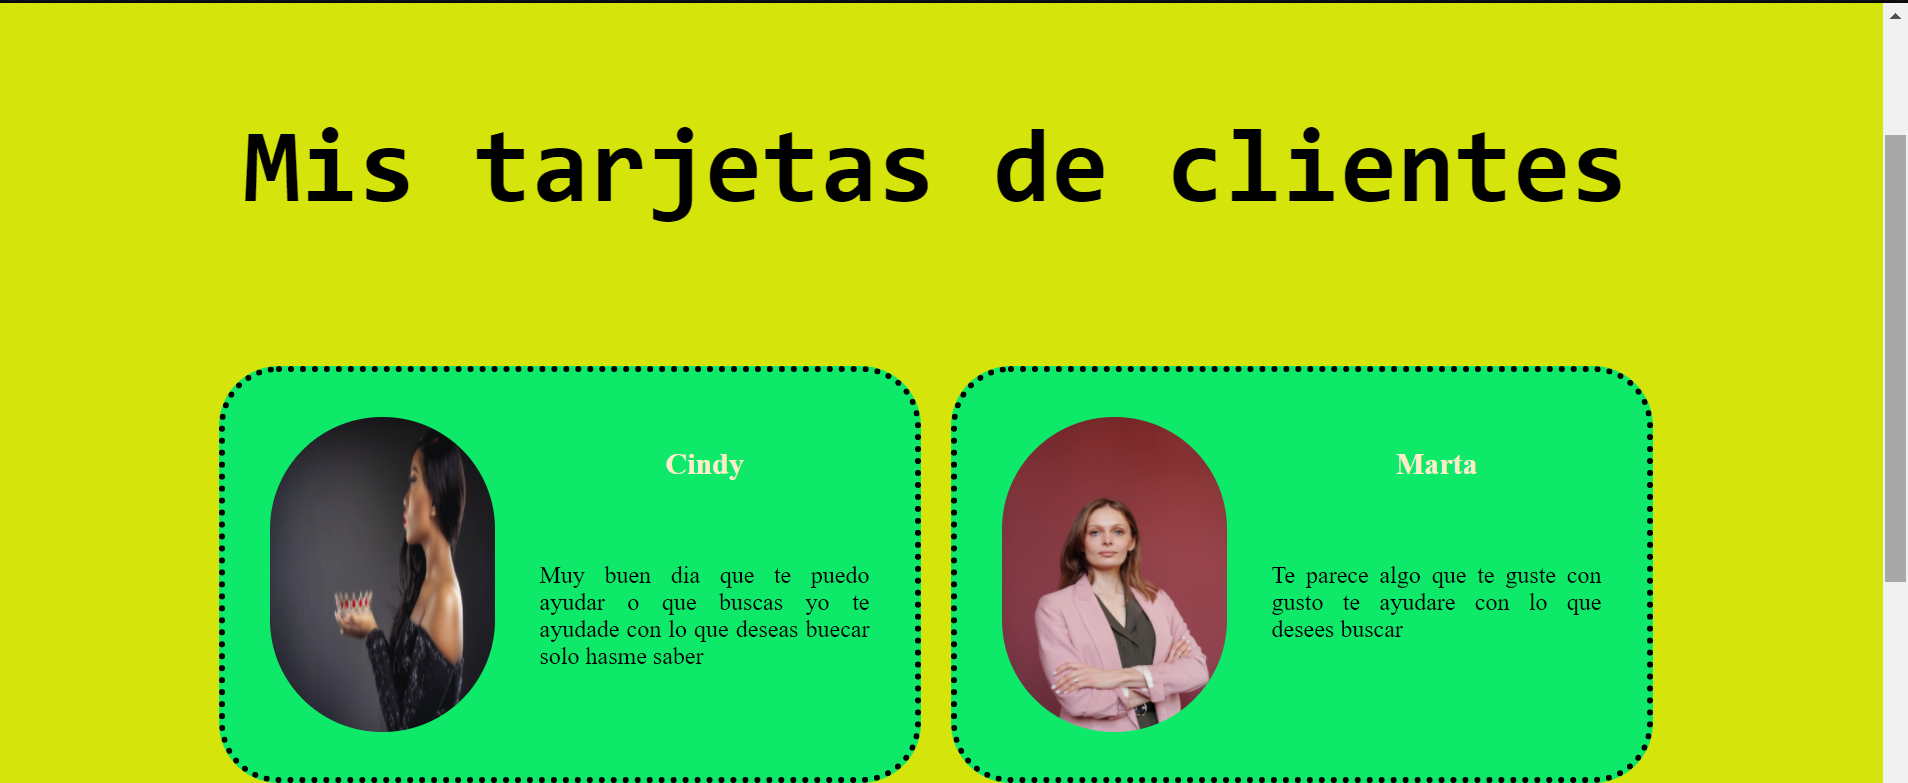 Mis tarjetas de clientes
Cindy
Muy buen dia que te puedo
ayudar o que buscas yo te
ayudade con lo que deseas buecar
solo hasme saber
Marta
Te parece algo que te guste con
gusto te ayudare con lo que
desees buscar